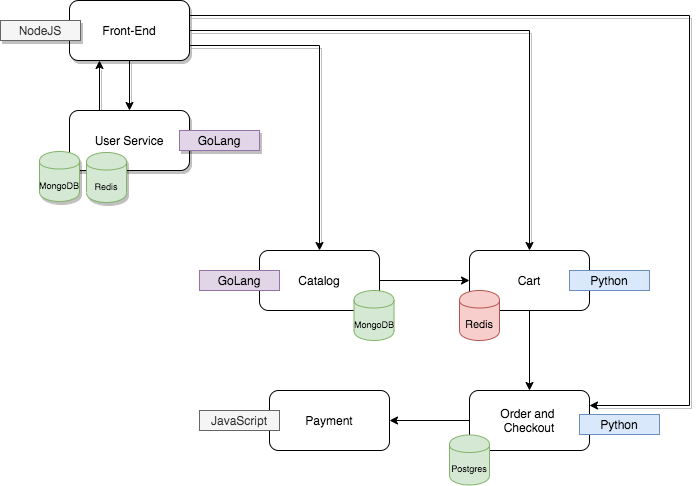 NodeJS
Front-End
User Service
GoLang
MongoDB
Redis
GoLang
Catalog
MongoDB
Cart
Python
Redis
JavaScript
Payment
Order and
Checkout
Python
Postgres